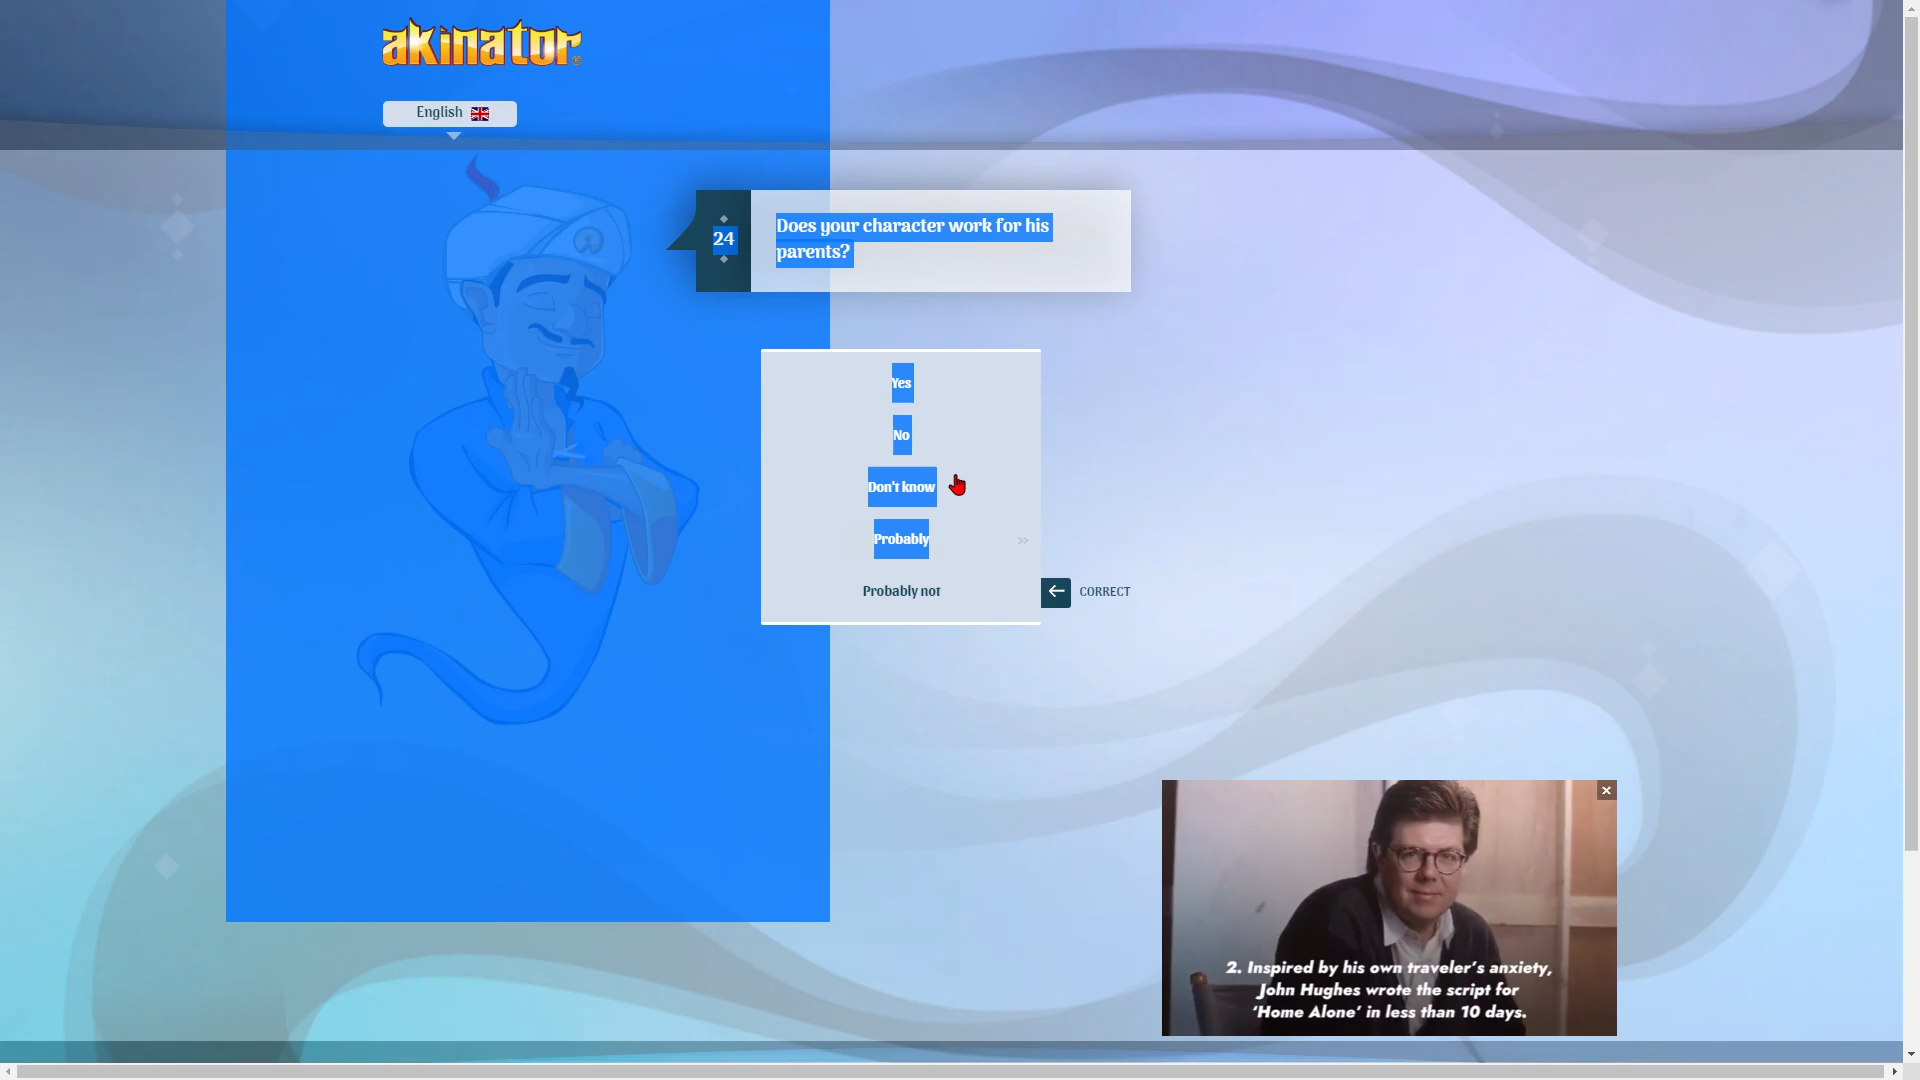 akinator
English
24
Does your character work for his
parents?
Yes
No
Don't know
Probably
Probably not
CORRECT
2. Inspired by his own traveler's anxiety,
John Hughes wrote the script for
'Home Alone' in less than 10 days.